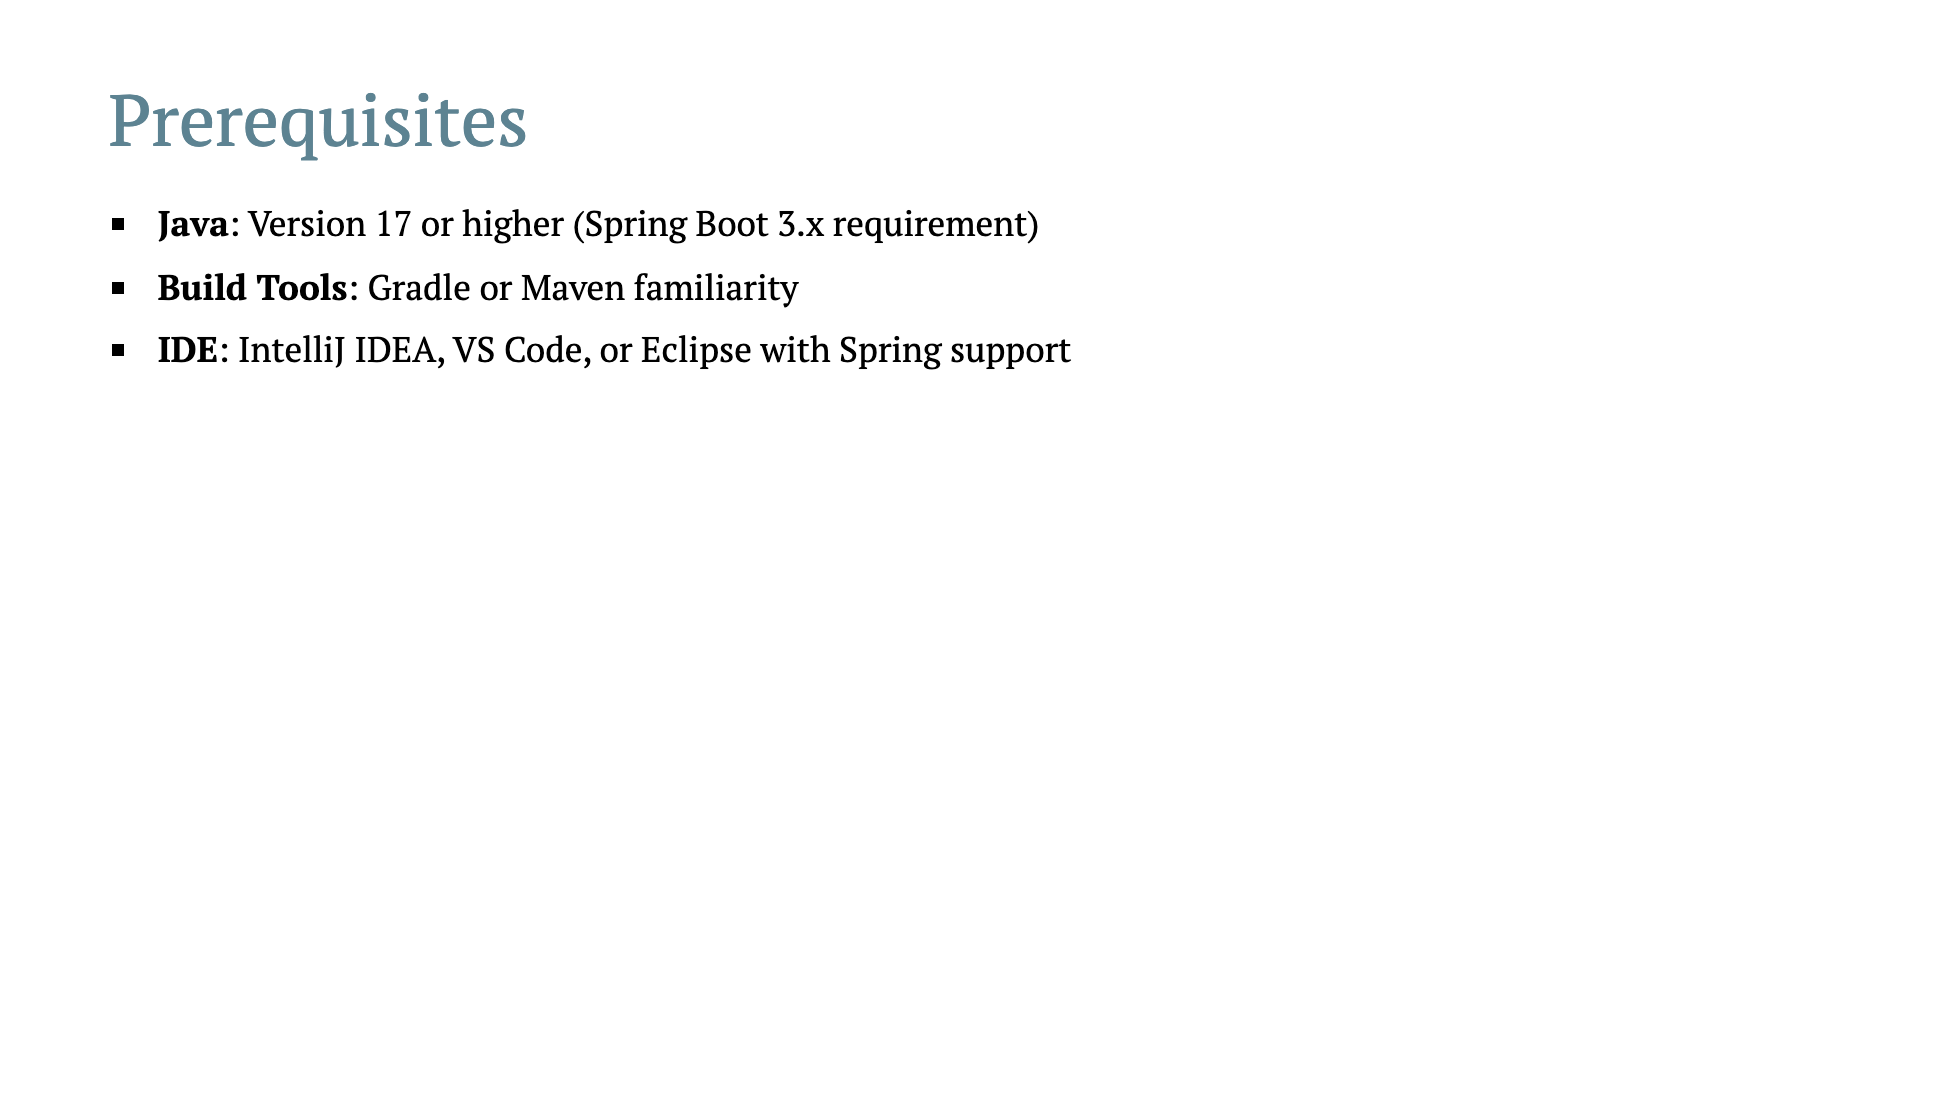 Prerequisites
▪ Java: Version 17 or higher (Spring Boot 3.x requirement)
▪ Build Tools: Gradle or Maven familiarity
▪ IDE: IntelliJ IDEA, VS Code, or Eclipse with Spring support